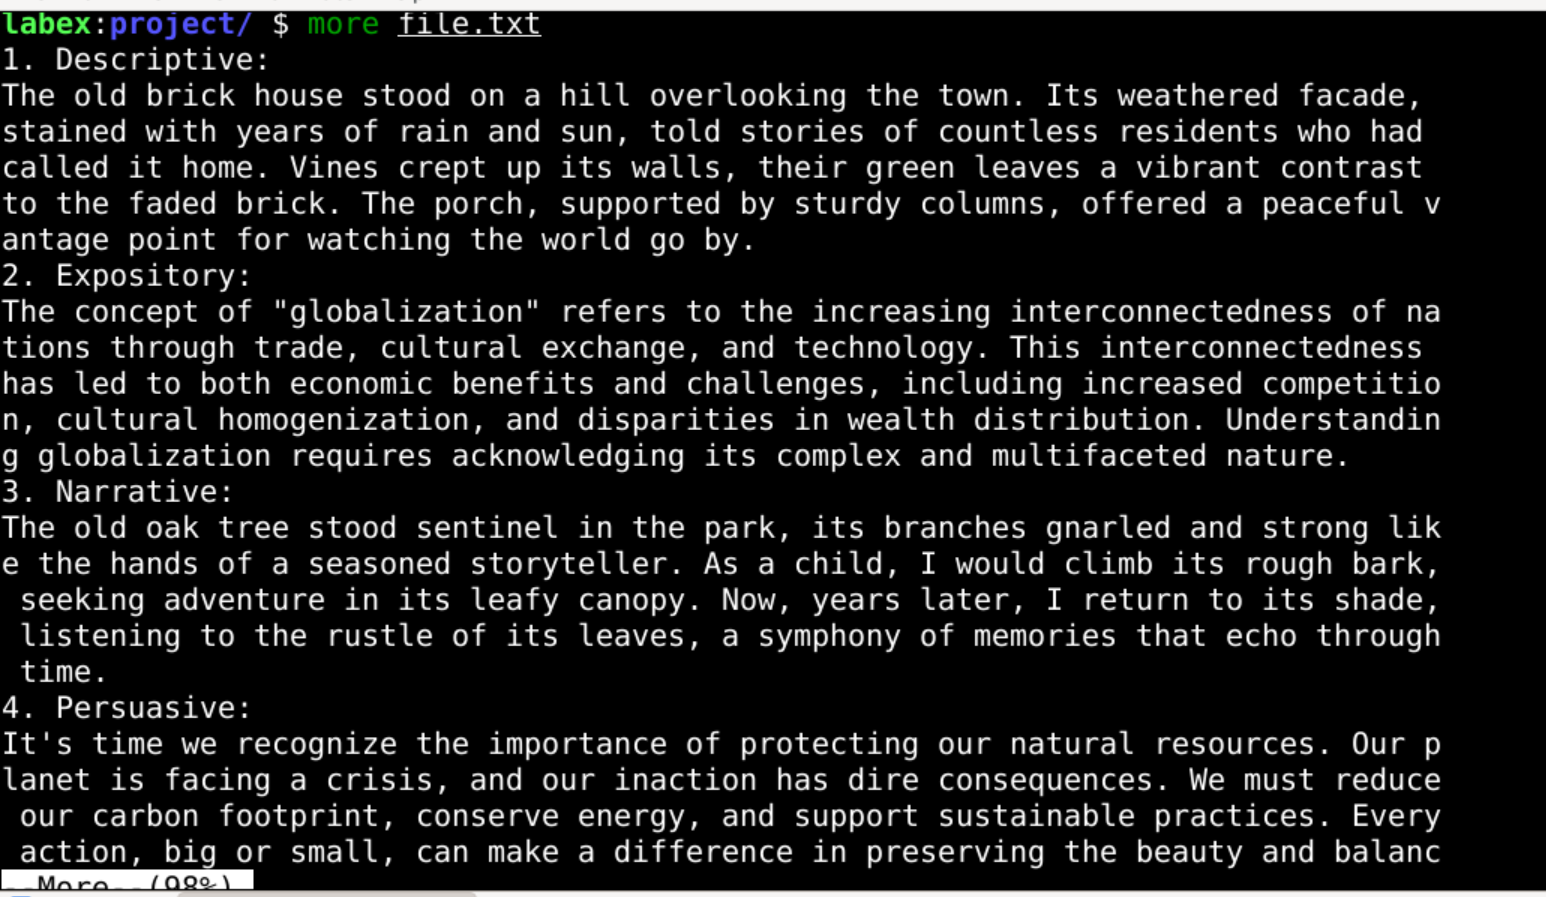 labex:project/ $ more file.txt
1. Descriptive:
The old brick house stood on a hill overlooking the town. Its weathered facade,
stained with years of rain and sun, told stories of countless residents who had
called it home. Vines crept up its walls, their green leaves a vibrant contrast
to the faded brick. The porch, supported by sturdy columns, offered a peaceful v
antage point for watching the world go by.
2. Expository:
The concept of "globalization" refers to the increasing interconnectedness of na
tions through trade, cultural exchange, and technology. This interconnectedness
has led to both economic benefits and challenges, including increased competitio
n, cultural homogenization, and disparities in wealth distribution. Understandin
g globalization requires acknowledging its complex and multifaceted nature.
3. Narrative:
The old oak tree stood sentinel in the park, its branches gnarled and strong lik
e the hands of a seasoned storyteller. As a child, I would climb its rough bark,
 seeking adventure in its leafy canopy. Now, years later, I return to its shade,
 listening to the rustle of its leaves, a symphony of memories that echo through
 time.
4. Persuasive:
It's time we recognize the importance of protecting our natural resources. Our p
lanet is facing a crisis, and our inaction has dire consequences. We must reduce
 our carbon footprint, conserve energy, and support sustainable practices. Every
 action, big or small, can make a difference in preserving the beauty and balanc
--More--(98%)